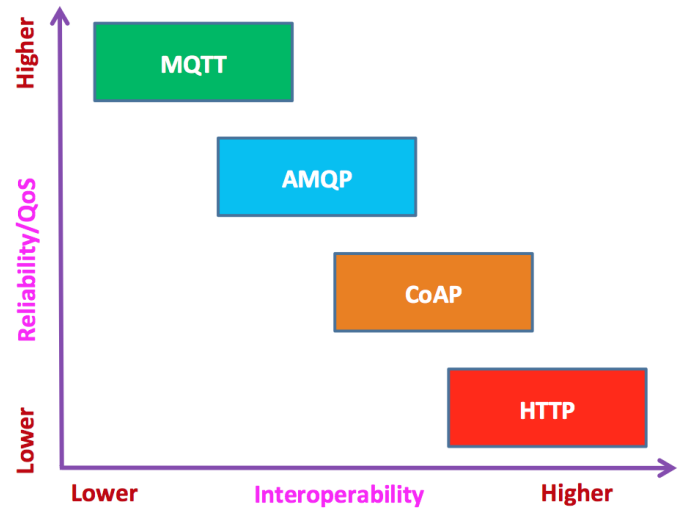 Higher
MQTT
AMQP
Reliability/QoS
CoAP
HTTP
Lower
Lower
Interoperability
Higher